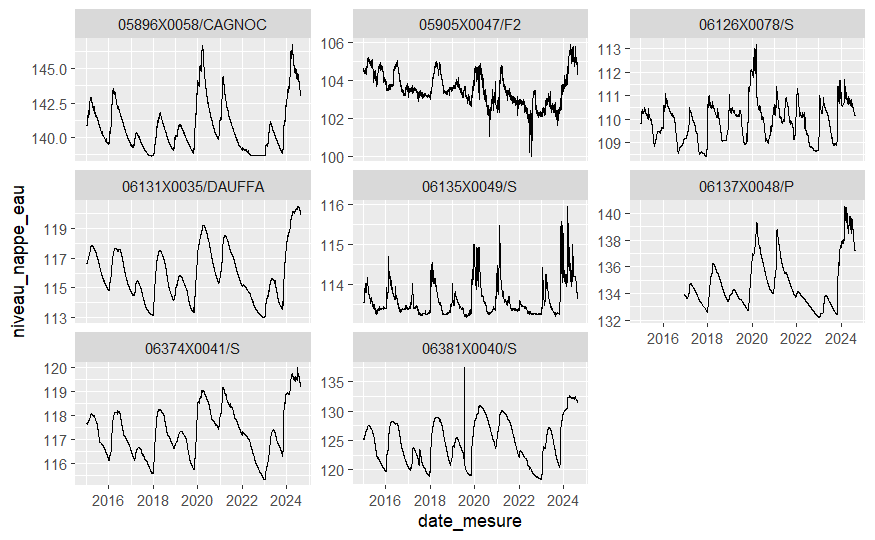 05896X0058/CAGNOC
05905X0047/F2
06126X0078/S
145.0
142.5
140.0
106
104
102
100
113
112
111
110
109
06131X0035/DAUFFA
06135X0049/S
06137X0048/P
119
117
115
113
116
115
114
140
138
136
134
132
2016 2018 2020 2022 2024
06374X0041/S
06381X0040/S
120
119
118
117
116
135
130
125
120
2016 2018 2020 2022 2024
2016 2018 2020 2022 2024
niveau_nappe_eau
date_mesure